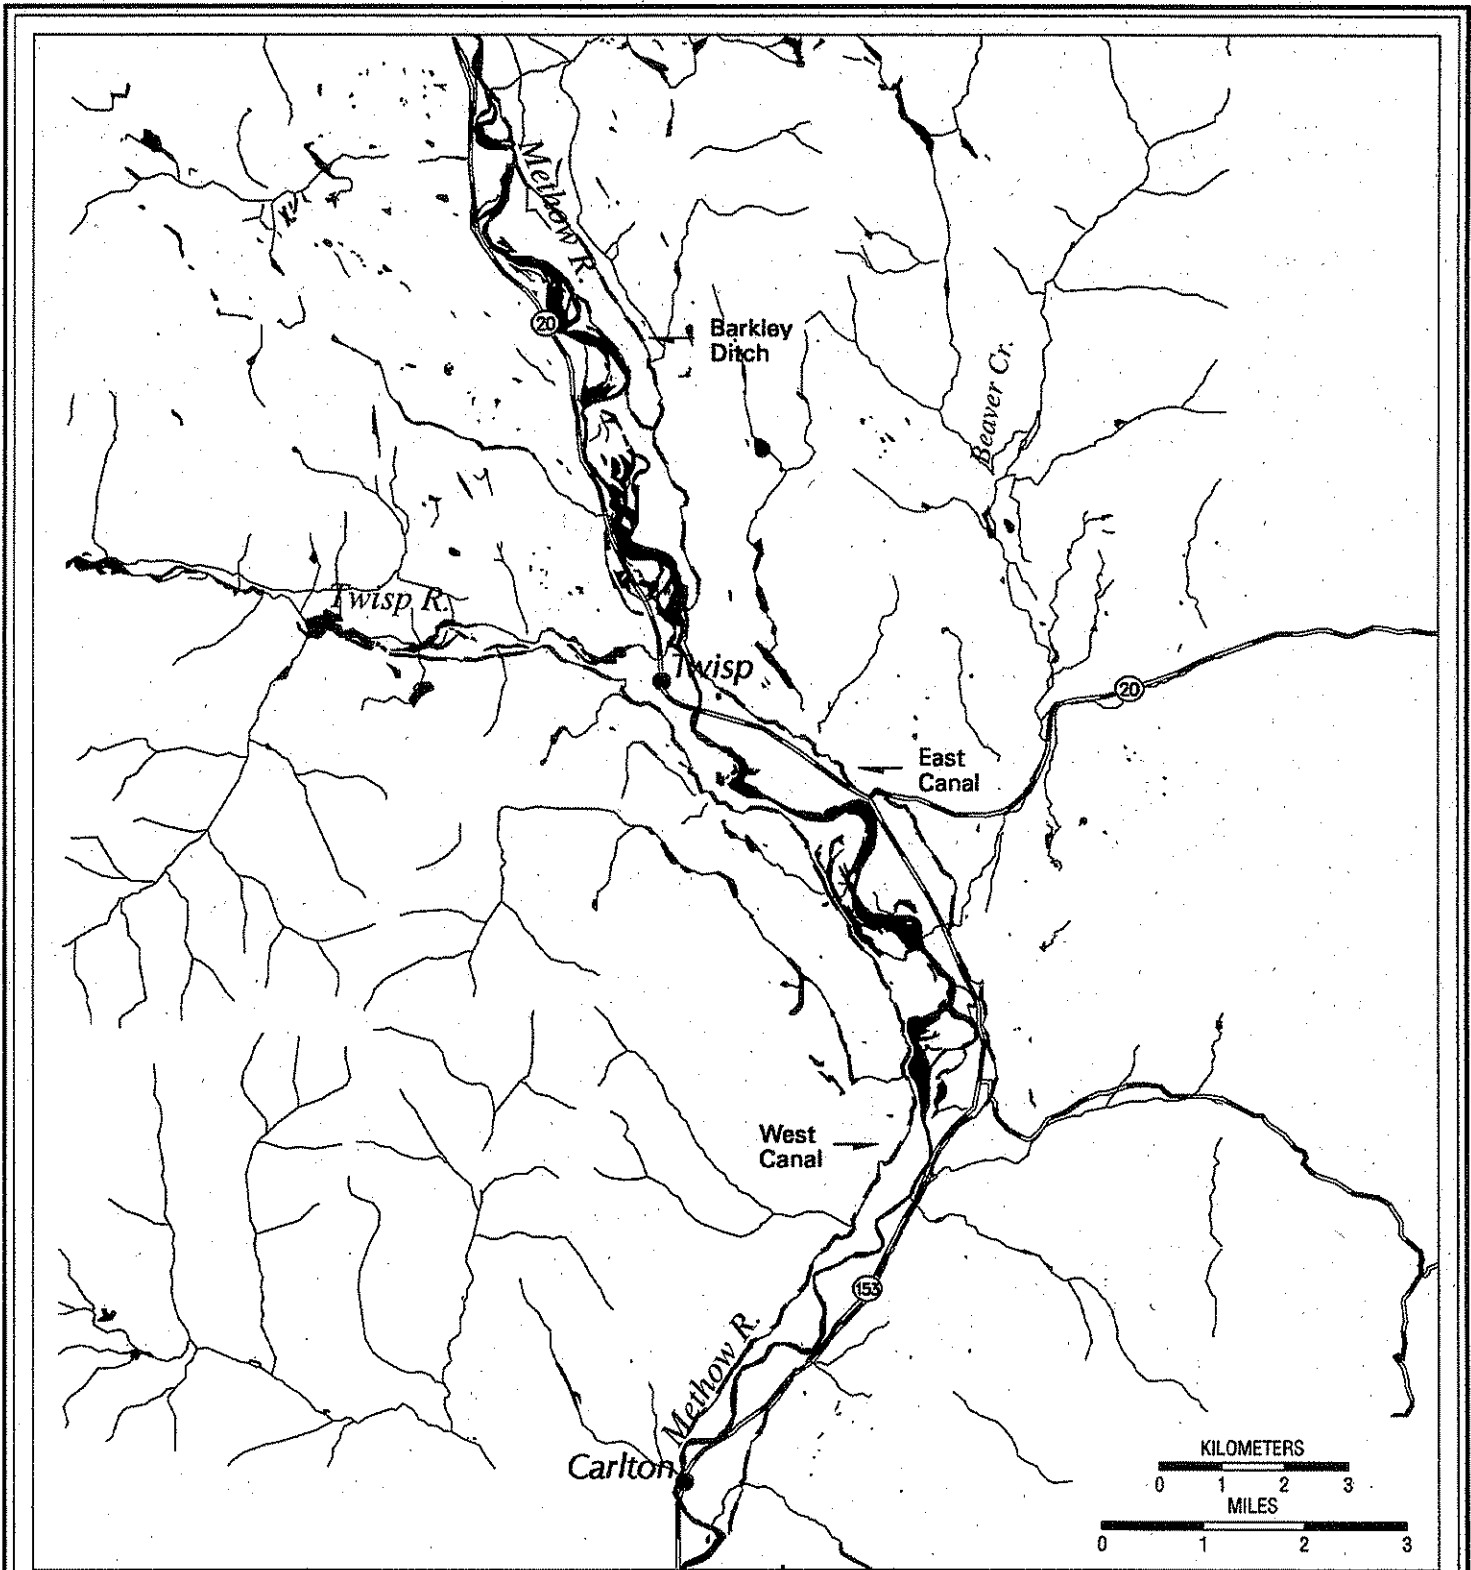 Methow R.
20
Barkley
Ditch
Beaver Cr.
Twisp R.
Twisp
20
East
Canal
West
Canal
153
Methow R.
Carlton
KILOMETERS
0 1 2 3
MILES
0 1 2 3